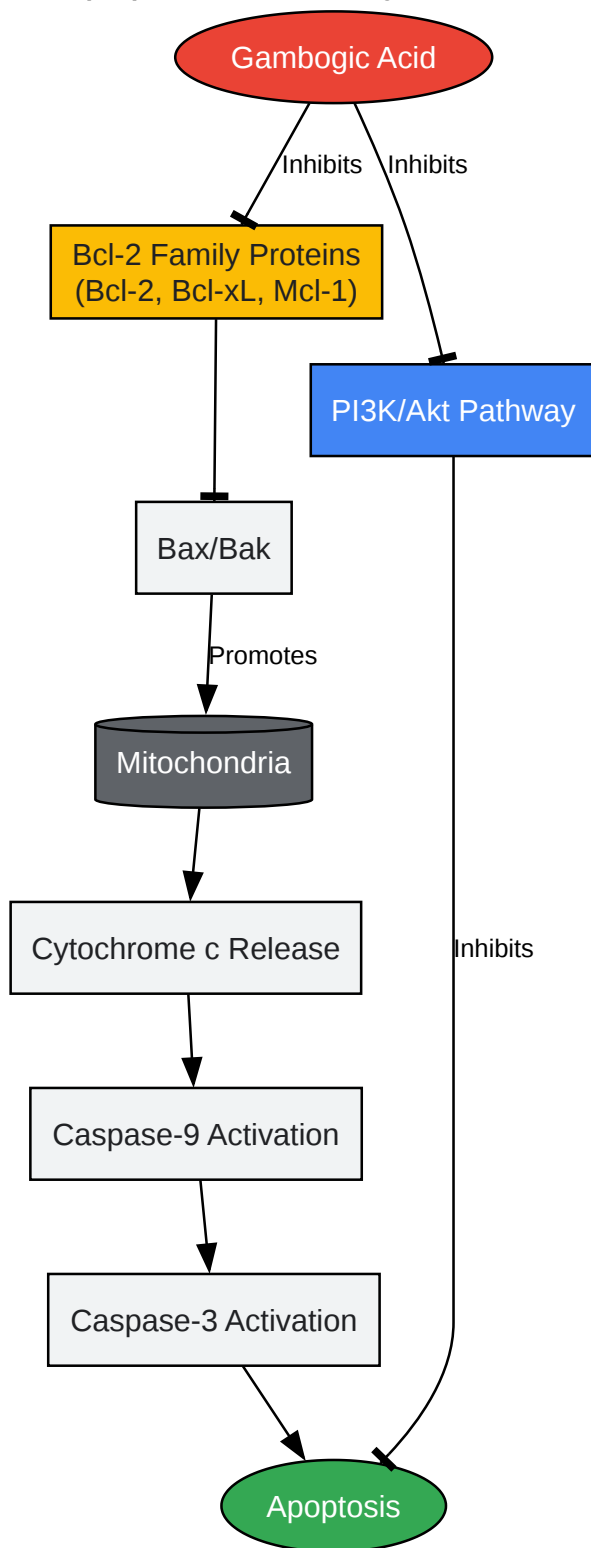 Gambogic Acid
Inhibits
Inhibits
Bcl-2 Family Proteins
(Bcl-2, Bcl-xL, Mcl-1)
PI3K/Akt Pathway
Bax/Bak
Promotes
Mitochondria
Cytochrome c Release
Inhibits
Caspase-9 Activation
Caspase-3 Activation
Apoptosis